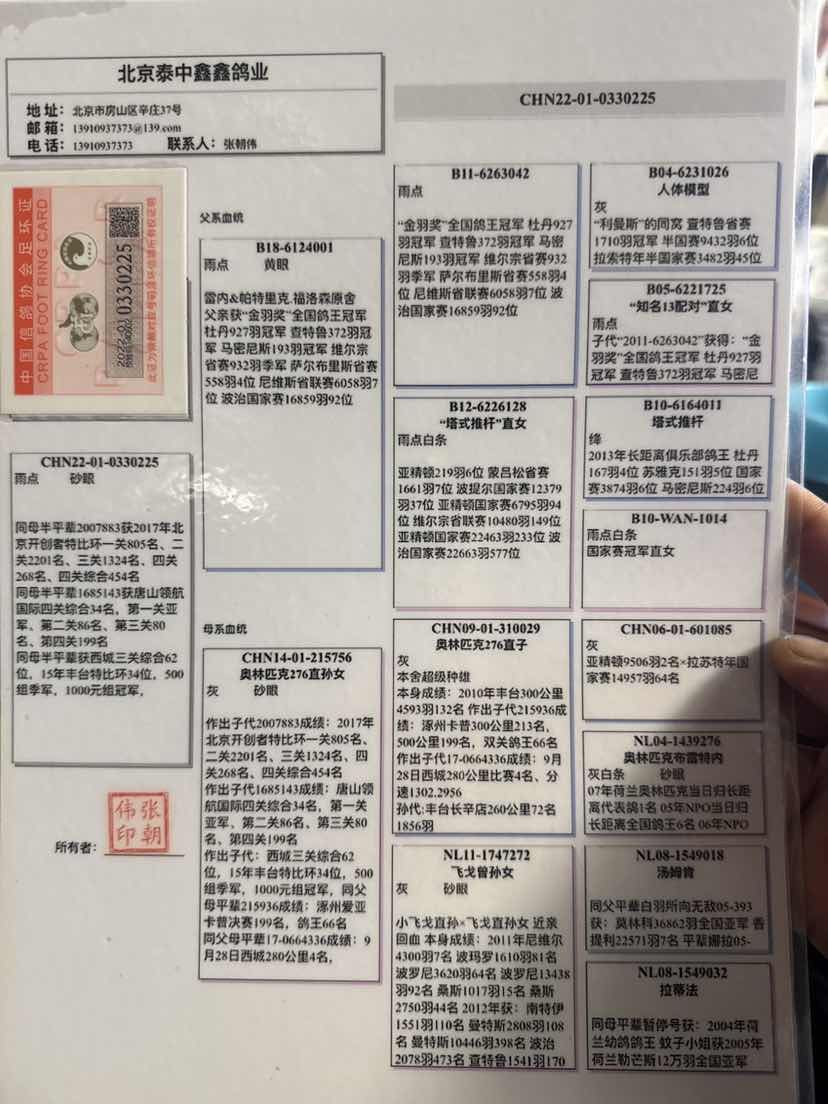 北京泰中鑫鑫鸽业
地 址： 北京市房山区辛庄37号
邮 箱： 13910937373@139.com
电 话： 13910937373 联系人： 张朝伟
中国信鸽协会足环证
CRPA FOOT RING CARD
2022-01
0330225
CHN22-01-0330225
雨点 砂眼
同母半平辈2007883获2017年北
京开创者特比环一关805名、二
关2201名、三关1324名、四关
268名、四关综合454名
同母半平辈1685143获唐山领航
国际四关综合34名，第一关亚
军、第二关86名、第三关80
名、第四关199名
同母半平辈获西城三关综合62
位，15年丰台特比环34位，500
组季军，1000元组冠军，
所有者：
张朝伟印
父系血统
B18-6124001
雨点 黄眼
雷内&帕特里克.福洛森原舍
父亲获“金羽奖”全国鸽王冠军
杜丹927羽冠军 查特鲁372羽冠
军 马密尼斯193羽冠军 维尔宗
省赛932羽季军 萨尔布里斯省赛
558羽4位 尼维斯省联赛6058羽7
位 波治国家赛16859羽92位
母系血统
CHN14-01-215756
奥林匹克276直孙女
灰 砂眼
作出子代2007883成绩：2017年
北京开创者特比环一关805名、
二关2201名、三关1324名、四
关268名、四关综合454名
作出子代1685143成绩：唐山领
航国际四关综合34名，第一关
亚军、第二关86名、第三关80
名、第四关199名
作出子代：西城三关综合62
位，15年丰台特比环34位，500
组季军，1000元组冠军，同父
母平辈215936成绩：涿州爱亚
卡普决赛199名，鸽王66名
同父母平辈17-0664336成绩：9
月28日西城280公里4名，
CHN22-01-0330225
B11-6263042
雨点
“金羽奖”全国鸽王冠军 杜丹927
羽冠军 查特鲁372羽冠军 马密
尼斯193羽冠军 维尔宗省赛932
羽季军 萨尔布里斯省赛558羽4
位 尼维斯省联赛6058羽7位 波
治国家赛16859羽92位
B12-6226128
“塔式推杆”直女
雨点白条
亚精顿219羽6位 蒙吕松省赛
1661羽7位 波提尔国家赛12379
羽37位 亚精顿国家赛6795羽94
位 维尔宗省联赛10480羽149位
亚精顿国家赛22463羽233位 波
治国家赛22663羽577位
CHN09-01-310029
奥林匹克276直子
灰
本舍超级种雄
本身成绩：2010年丰台300公里
4593羽132名 作出子代215936成
绩：涿州卡普300公里213名，
500公里199名，双关鸽王66名
作出子代17-0664336成绩：9月
28日西城280公里比赛4名、分
速1302.2956
孙代:丰台长辛店260公里72名
1856羽
NL11-1747272
飞戈曾孙女
灰 砂眼
小飞戈直孙×飞戈直孙女 近亲
回血 本身成绩：2011年尼维尔
4300羽7名 波玛罗1610羽81名
波罗尼3620羽64名 波罗尼13438
羽92名 桑斯1017羽15名 桑斯
2750羽44名 2012年获：南特伊
1551羽110名 曼特斯2808羽108
名 曼特斯10446羽398名 波治
2078羽473名 查特鲁1541羽170
B04-6231026
人体模型
灰
“利曼斯”的同窝 查特鲁省赛
1710羽冠军 半国赛9432羽6位
拉索特年半国家赛3482羽45位
B05-6221725
“知名13配对”直女
雨点
子代“2011-6263042”获得：“金
羽奖”全国鸽王冠军 杜丹927羽
冠军 查特鲁372羽冠军 马密尼
B10-6164011
塔式推杆
绛
2013年长距离俱乐部鸽王 杜丹
167羽4位 苏雅克151羽5位 国家
赛3874羽6位 马密尼斯224羽6位
B10-WAN-1014
雨点白条
国家赛冠军直女
CHN06-01-601085
灰
亚精顿9506羽2名×拉苏特年国
家赛14957羽64名
NL04-1439276
奥林匹克布雷特内
灰白条 砂眼
07年荷兰奥林匹克当日归长距
离代表鸽1名 05年NPO当日归
长距离全国鸽王6名 06年NPO
NL08-1549018
汤姆肯
同父平辈白羽所向无敌05-393
获：莫林科36862羽全国亚军 香
提利22571羽7名 平辈娜拉05-
NL08-1549032
拉蒂法
同母平辈暂停号获：2004年荷
兰幼鸽鸽王 蚊子小姐获2005年
荷兰勒芒斯12万羽全国亚军